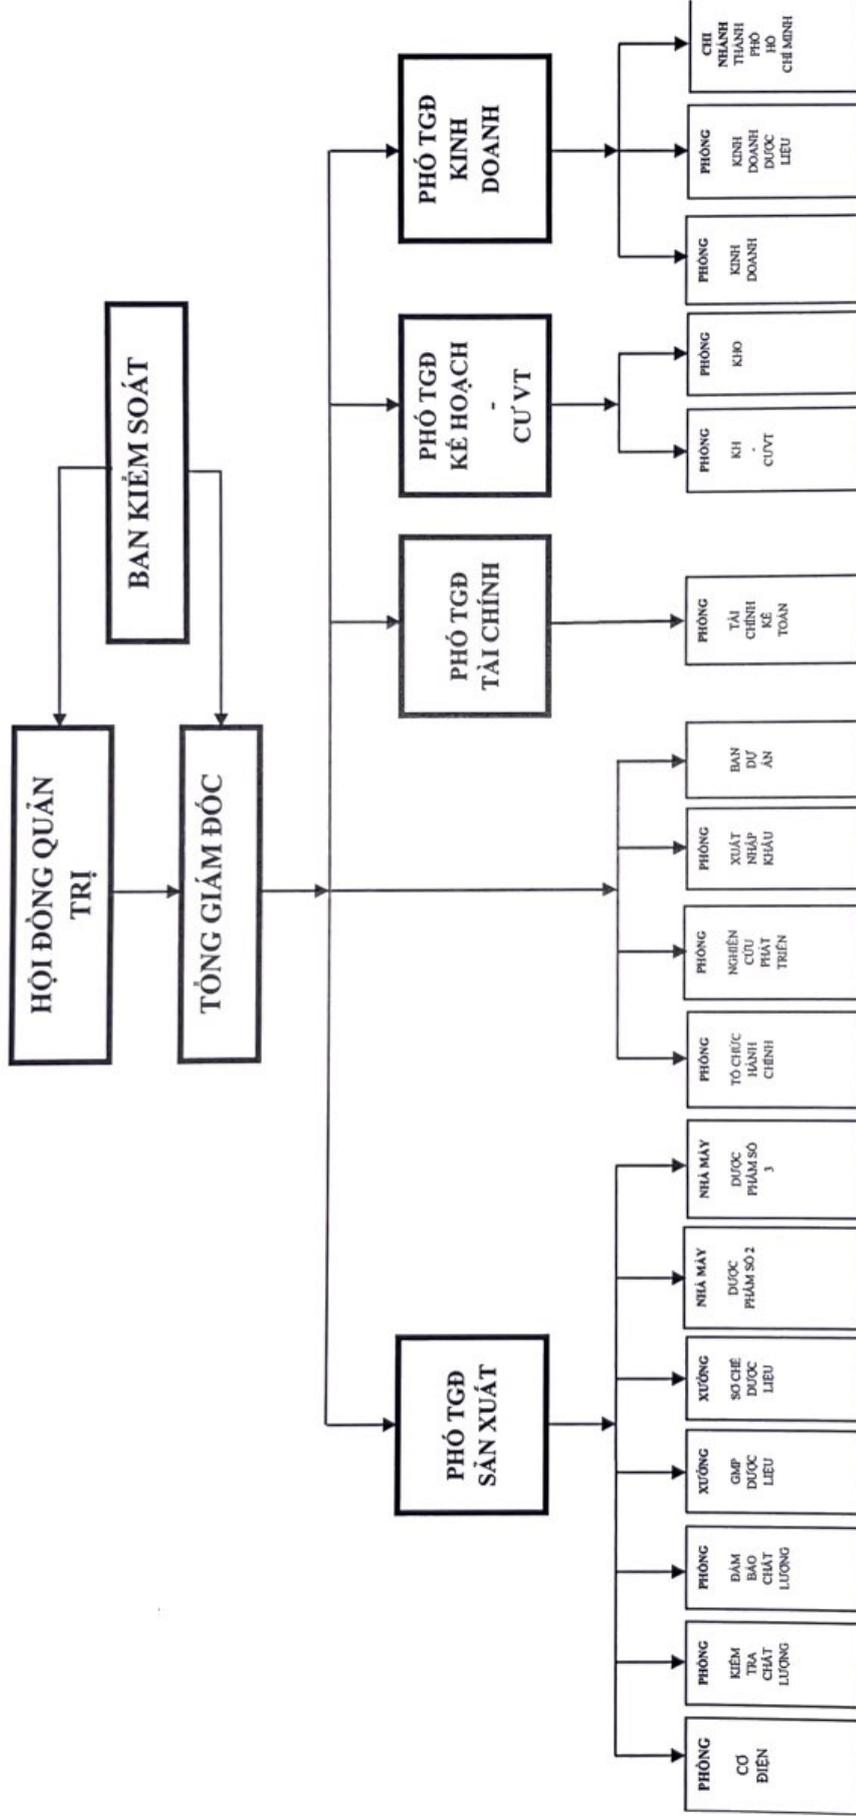 HỘI ĐỒNG QUẢN
TRỊ
BAN KIỂM SOÁT
TỔNG GIÁM ĐỐC
PHÓ TGĐ
SẢN XUẤT
PHÓ TGĐ
TÀI CHÍNH
PHÓ TGĐ
KẾ HOẠCH
-
CƯVT
PHÓ TGĐ
KINH
DOANH
PHÒNG
CƠ
ĐIỆN
PHÒNG
KIỂM
TRA
CHẤT
LƯỢNG
PHÒNG
ĐẢM
BẢO
CHẤT
LƯỢNG
XƯỞNG
GMP
DƯỢC
LIỆU
XƯỞNG
SƠ CHẾ
DƯỢC
LIỆU
NHÀ MÁY
DƯỢC
PHẨM SỐ 2
NHÀ MÁY
DƯỢC
PHẨM SỐ
3
PHÒNG
TỔ CHỨC
HÀNH
CHÍNH
PHÒNG
NGHIÊN
CỨU
PHÁT
TRIỂN
PHÒNG
XUẤT
NHẬP
KHẨU
BAN
DỰ
ÁN
PHÒNG
TÀI
CHÍNH
KẾ
TOÁN
PHÒNG
KH
-
CƯVT
PHÒNG
KHO
PHÒNG
KINH
DOANH
PHÒNG
KINH
DOANH
DƯỢC
LIỆU
CHI
NHÁNH
THÀNH
PHỐ
HỒ
CHÍ MINH